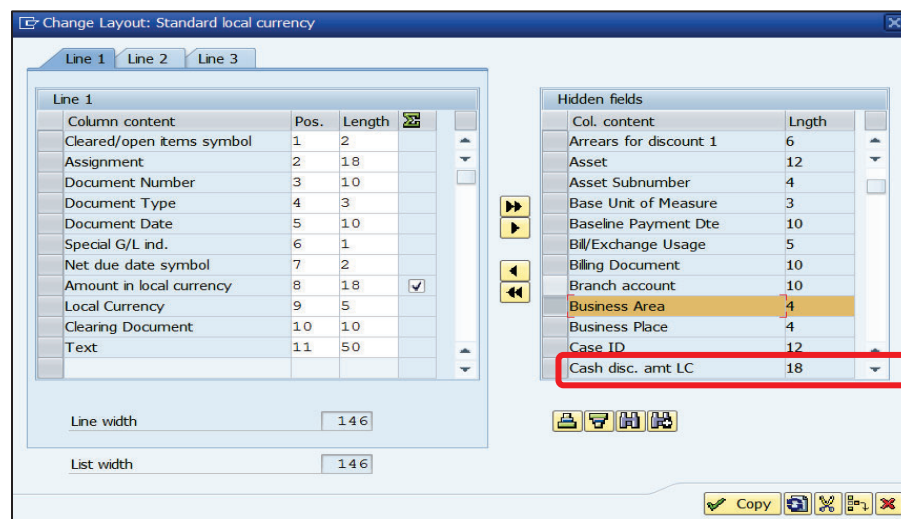 Change Layout: Standard local currency
Line 1 Line 2 Line 3
Line 1
Column content Pos. Length
Cleared/open items symbol 1 2
Assignment 2 18
Document Number 3 10
Document Type 4 3
Document Date 5 10
Special G/L ind. 6 1
Net due date symbol 7 2
Amount in local currency 8 18
Local Currency 9 5
Clearing Document 10 10
Text 11 50
Line width 146
List width 146
Hidden fields
Col. content Lngth
Arrears for discount 1 6
Asset 12
Asset Subnumber 4
Base Unit of Measure 3
Baseline Payment Dte 10
Bill/Exchange Usage 5
Billing Document 10
Branch account 10
Business Area 4
Business Place 4
Case ID 12
Cash disc. amt LC 18
Copy